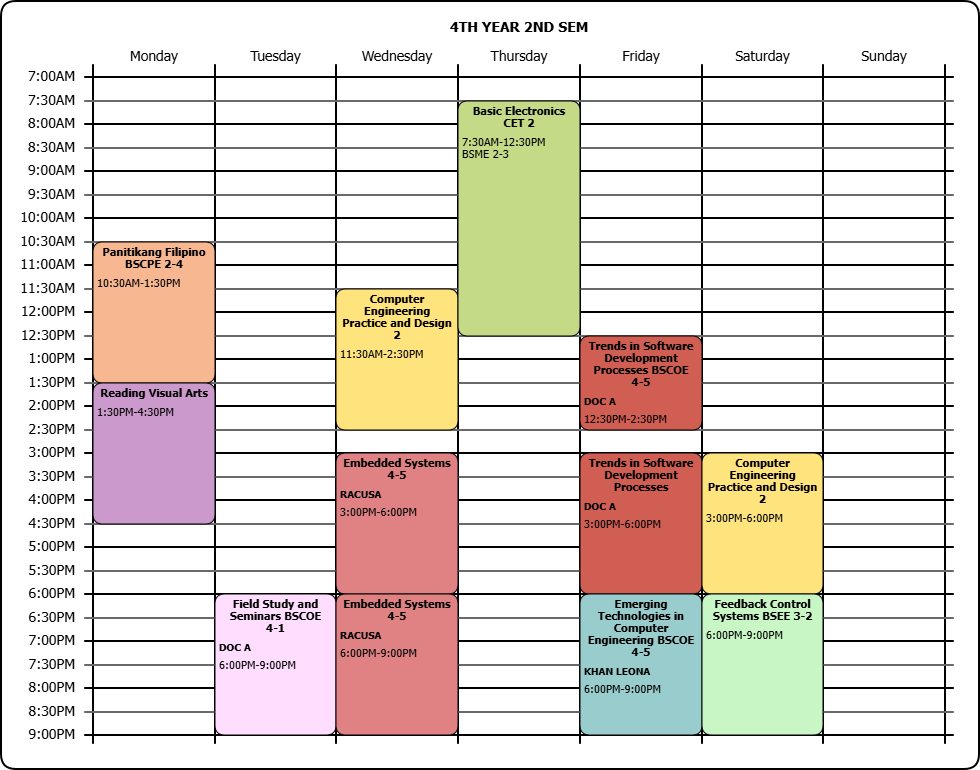 4TH YEAR 2ND SEM
Monday
Tuesday
Wednesday
Thursday
Friday
Saturday
Sunday
7:00AM
7:30AM
8:00AM
8:30AM
9:00AM
9:30AM
10:00AM
10:30AM
11:00AM
11:30AM
12:00PM
12:30PM
1:00PM
1:30PM
2:00PM
2:30PM
3:00PM
3:30PM
4:00PM
4:30PM
5:00PM
5:30PM
6:00PM
6:30PM
7:00PM
7:30PM
8:00PM
8:30PM
9:00PM
Panitikang Filipino
BSCPE 2-4
10:30AM-1:30PM
Reading Visual Arts
1:30PM-4:30PM
Field Study and
Seminars BSCOE
4-1
DOC A
6:00PM-9:00PM
Computer
Engineering
Practice and Design
2
11:30AM-2:30PM
Embedded Systems
4-5
RACUSA
3:00PM-6:00PM
Embedded Systems
4-5
RACUSA
6:00PM-9:00PM
Basic Electronics
CET 2
7:30AM-12:30PM
BSME 2-3
Trends in Software
Development
Processes BSCOE
4-5
DOC A
12:30PM-2:30PM
Trends in Software
Development
Processes
DOC A
3:00PM-6:00PM
Emerging
Technologies in
Computer
Engineering BSCOE
4-5
KHAN LEONA
6:00PM-9:00PM
Computer
Engineering
Practice and Design
2
3:00PM-6:00PM
Feedback Control
Systems BSEE 3-2
6:00PM-9:00PM